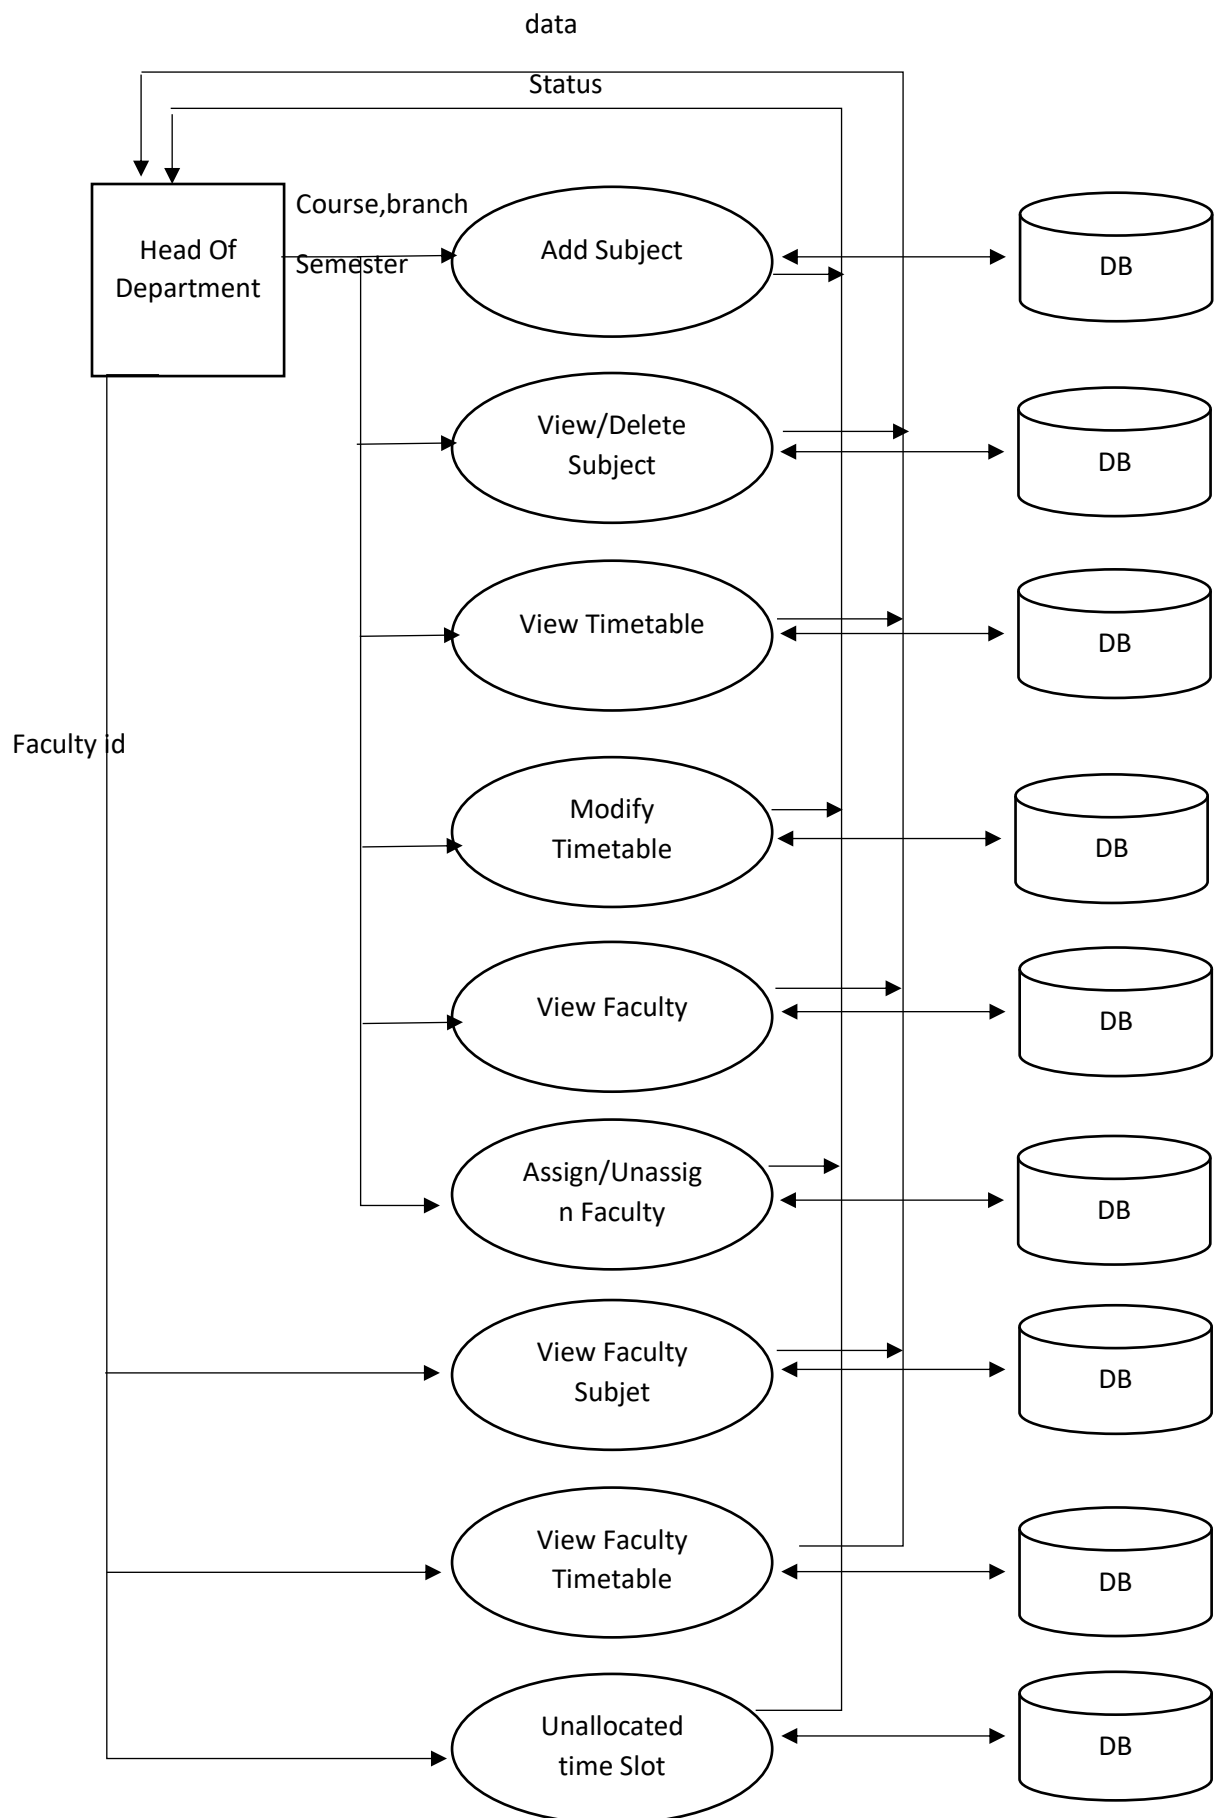 data
Status
Course,branch
Semester
Head Of
Department
Add Subject
DB
View/Delete
Subject
DB
View Timetable
DB
Faculty id
Modify
Timetable
DB
View Faculty
DB
Assign/Unassig
n Faculty
DB
View Faculty
Subjet
DB
View Faculty
Timetable
DB
Unallocated
time Slot
DB